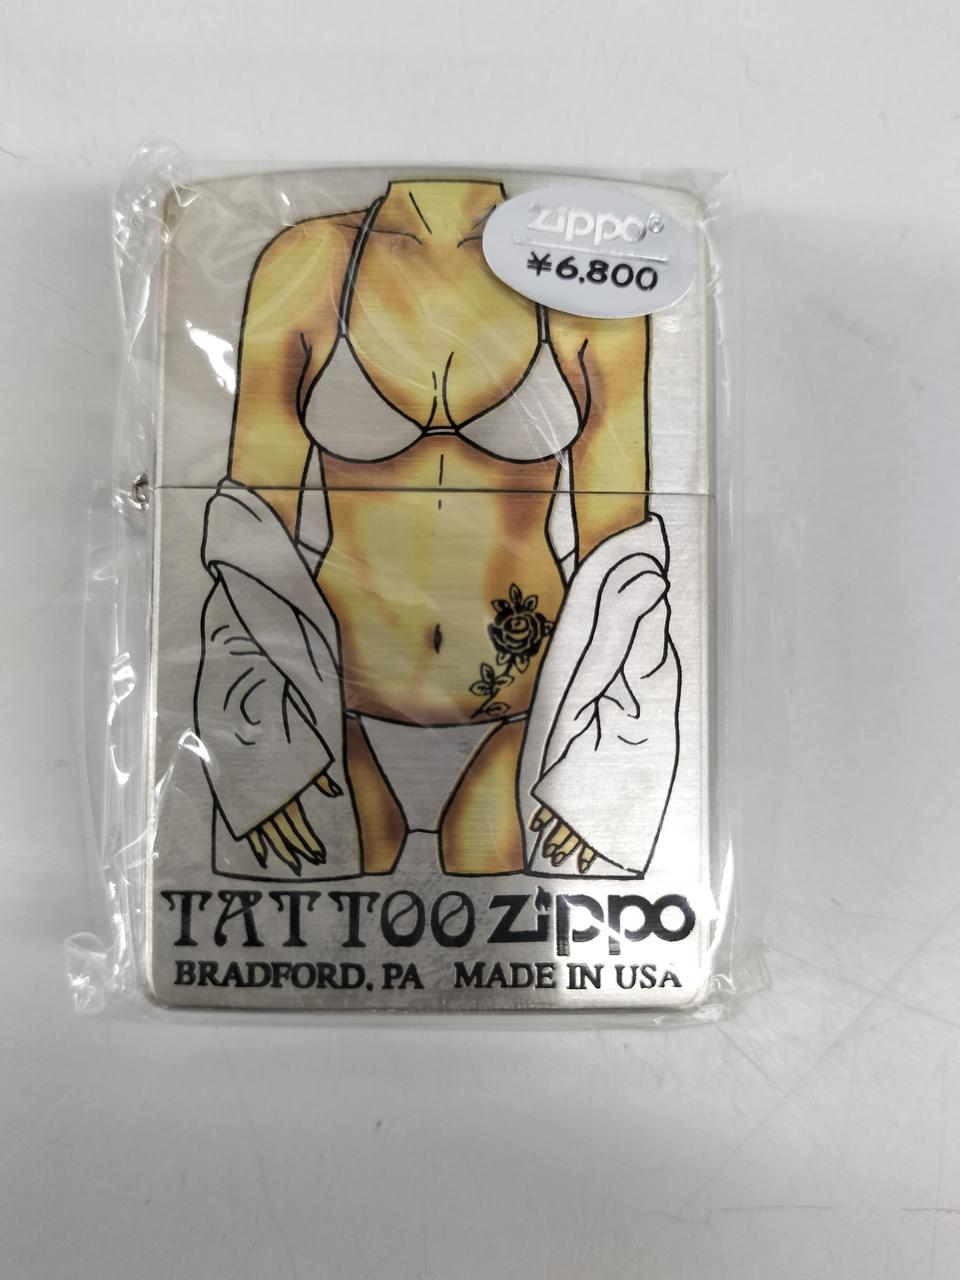 zippo®
¥6,800
TATTOO zippo
BRADFORD, PA MADE IN USA